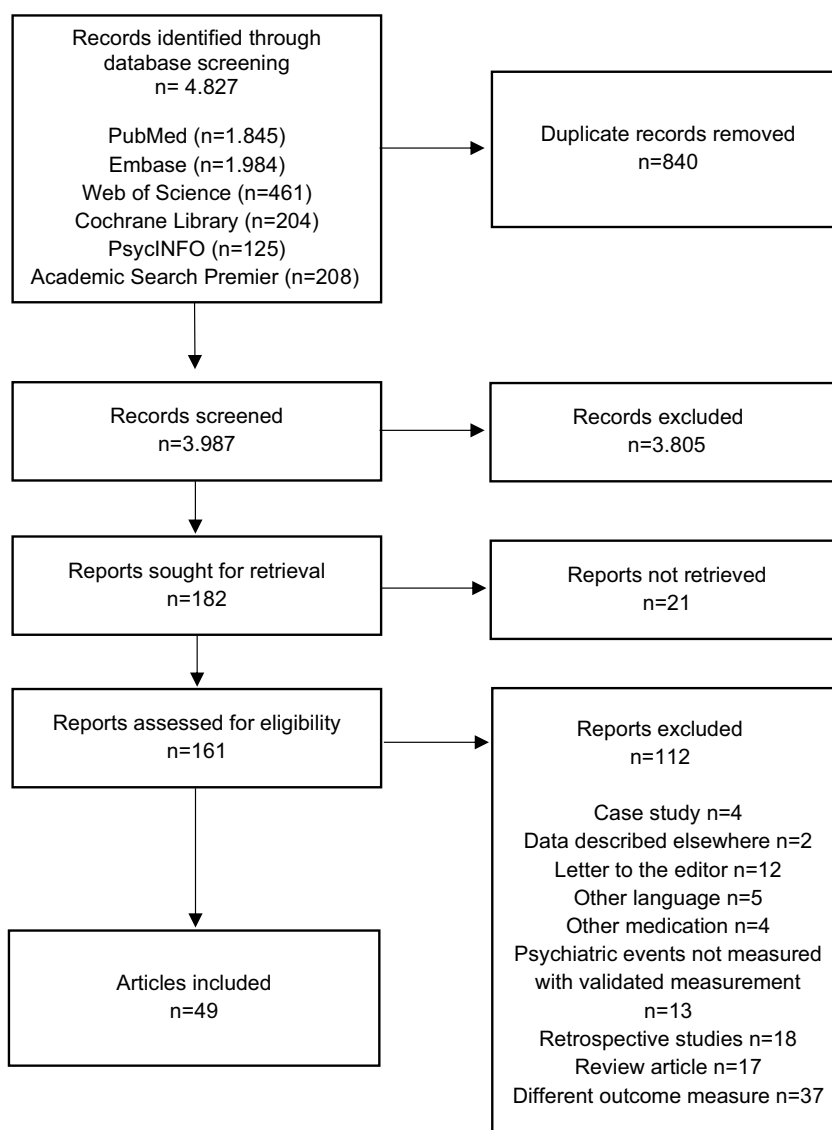 Records identified through
database screening
n= 4.827
PubMed (n=1.845)
Embase (n=1.984)
Web of Science (n=461)
Cochrane Library (n=204)
PsycINFO (n=125)
Academic Search Premier (n=208)
Duplicate records removed
n=840
Records screened
n=3.987
Records excluded
n=3.805
Reports sought for retrieval
n=182
Reports not retrieved
n=21
Reports assessed for eligibility
n=161
Reports excluded
n=112
Case study n=4
Data described elsewhere n=2
Letter to the editor n=12
Other language n=5
Other medication n=4
Psychiatric events not measured
with validated measurement
n=13
Retrospective studies n=18
Review article n=17
Different outcome measure n=37
Articles included
n=49